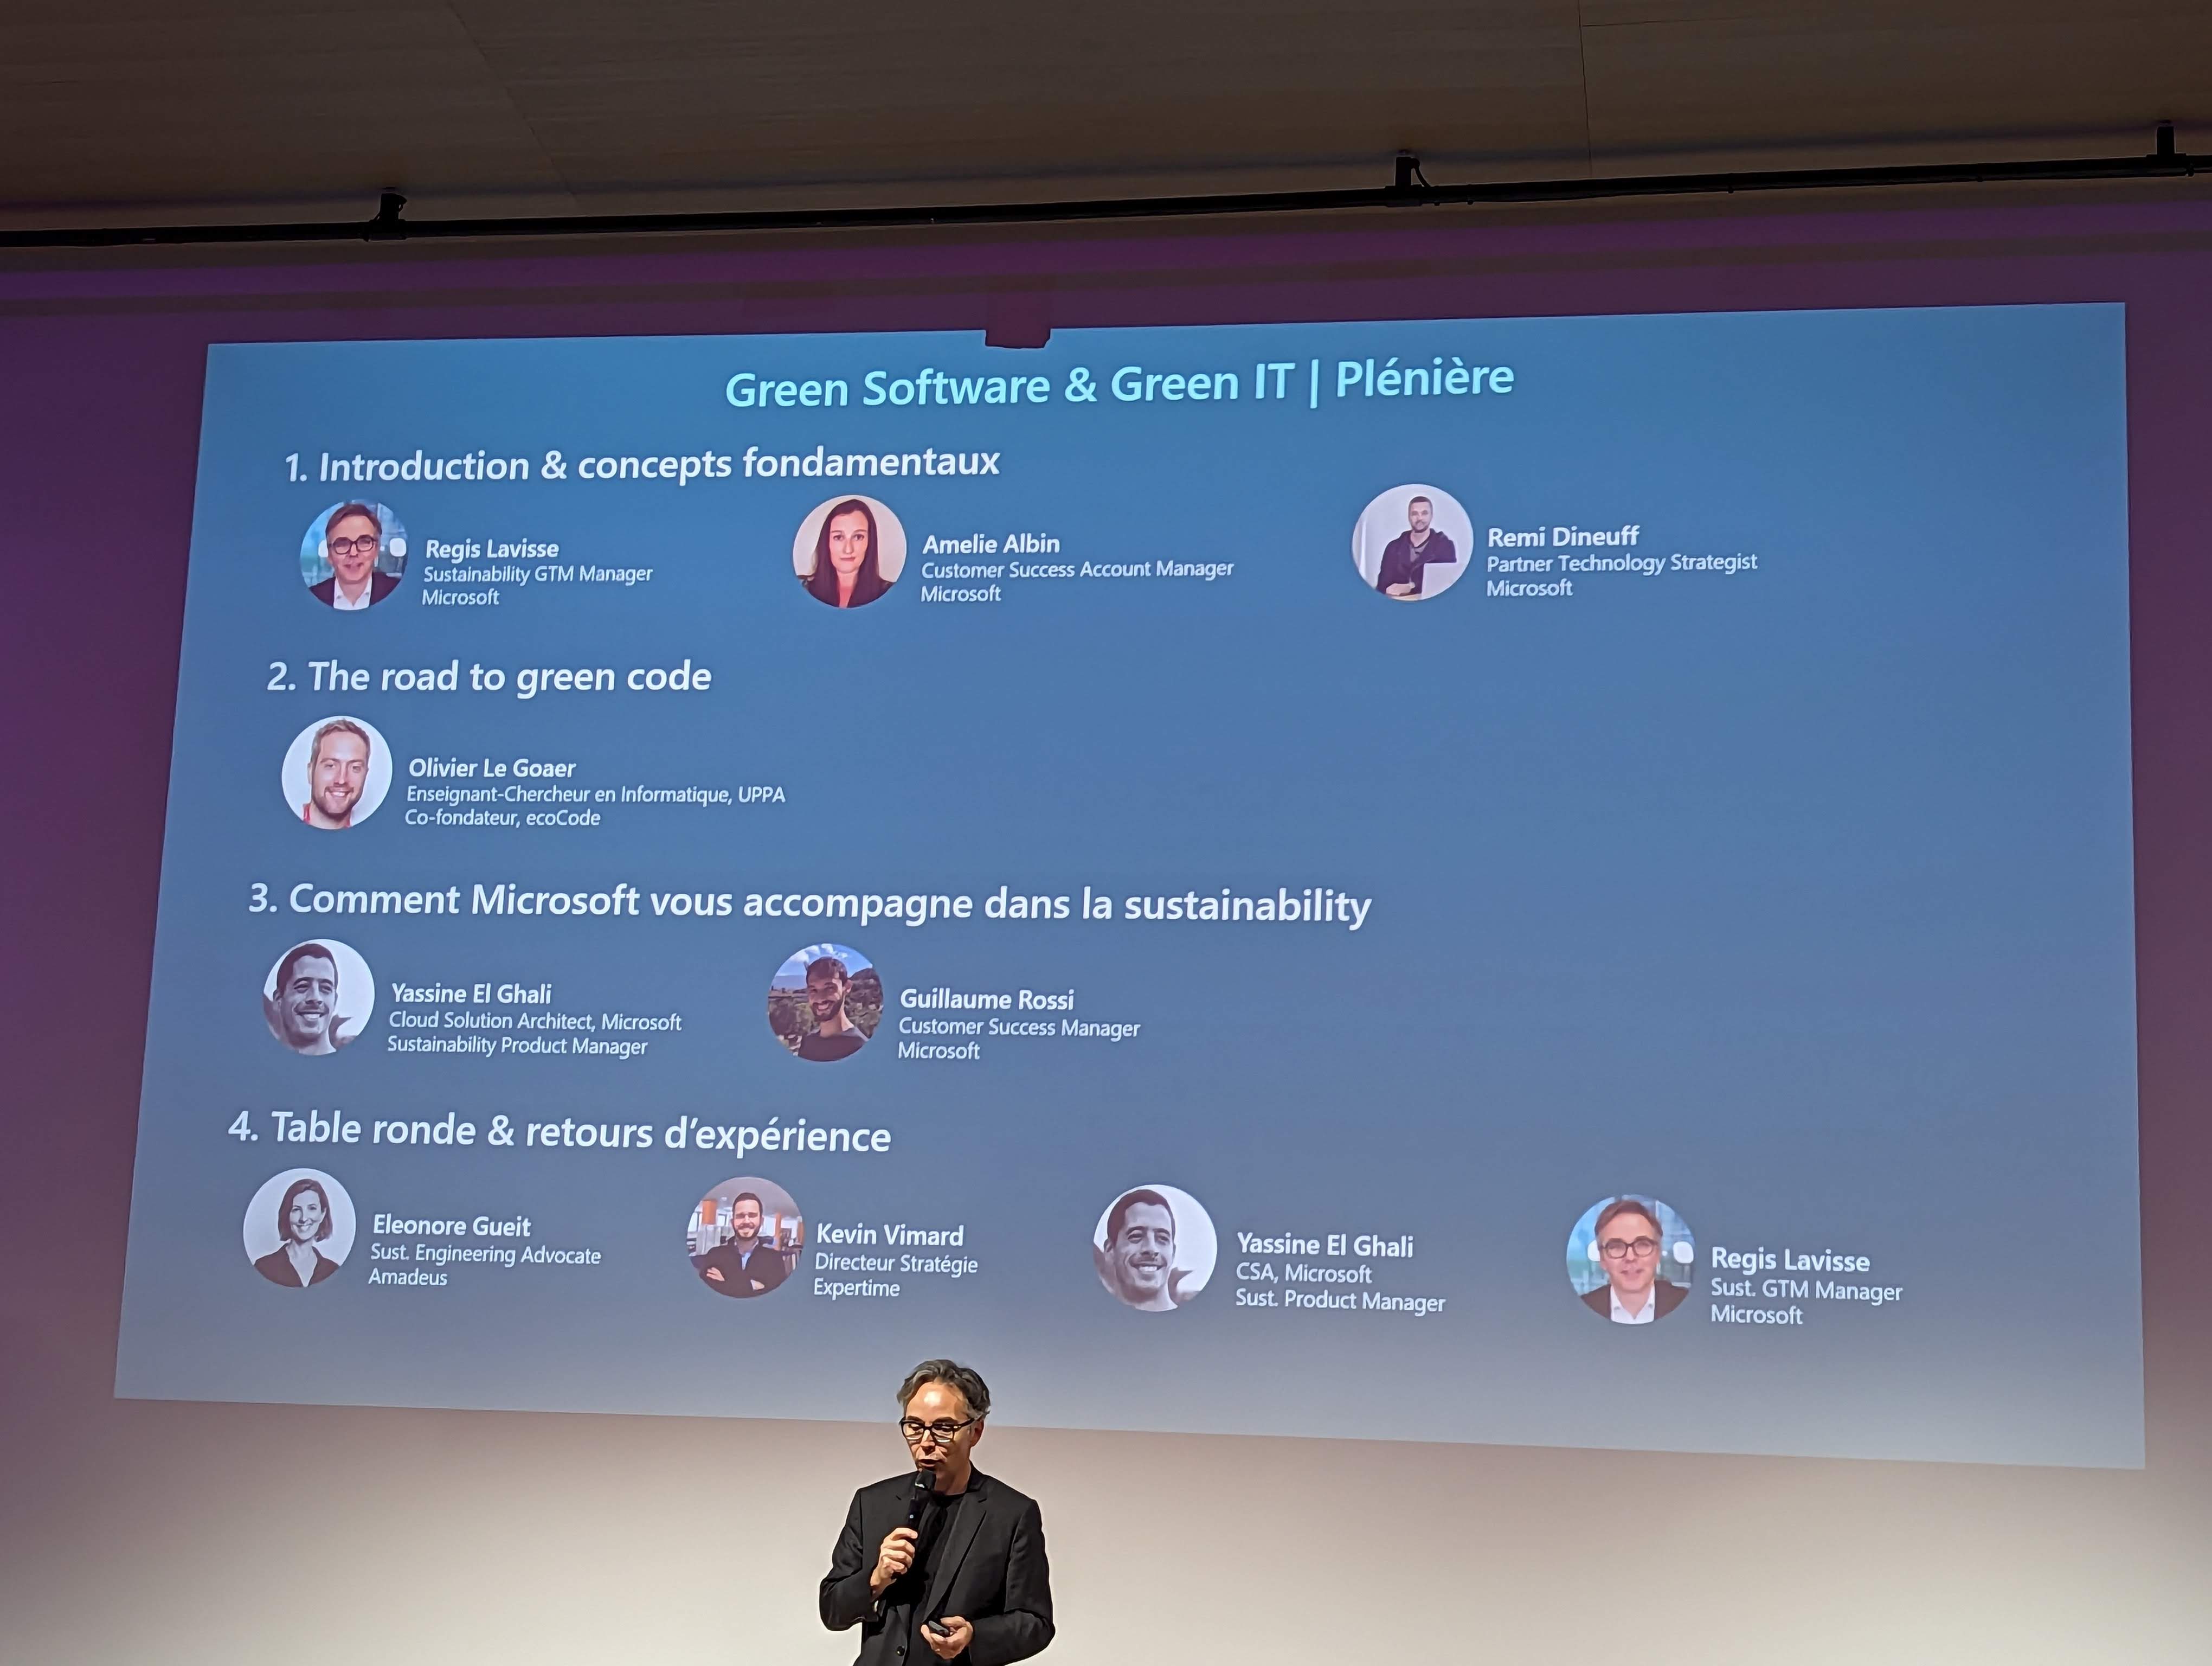 Green Software & Green IT | Plénière
1. Introduction & concepts fondamentaux
Regis Lavisse
Sustainability GTM Manager
Microsoft
Amelie Albin
Customer Success Account Manager
Microsoft
Remi Dineuff
Partner Technology Strategist
Microsoft
2. The road to green code
Olivier Le Goaer
Enseignant-Chercheur en Informatique, UPPA
Co-fondateur, ecoCode
3. Comment Microsoft vous accompagne dans la sustainability
Yassine El Ghali
Cloud Solution Architect, Microsoft
Sustainability Product Manager
Guillaume Rossi
Customer Success Manager
Microsoft
4. Table ronde & retours d’expérience
Eleonore Gueit
Sust. Engineering Advocate
Amadeus
Kevin Vimard
Directeur Stratégie
Expertime
Yassine El Ghali
CSA, Microsoft
Sust. Product Manager
Regis Lavisse
Sust. GTM Manager
Microsoft